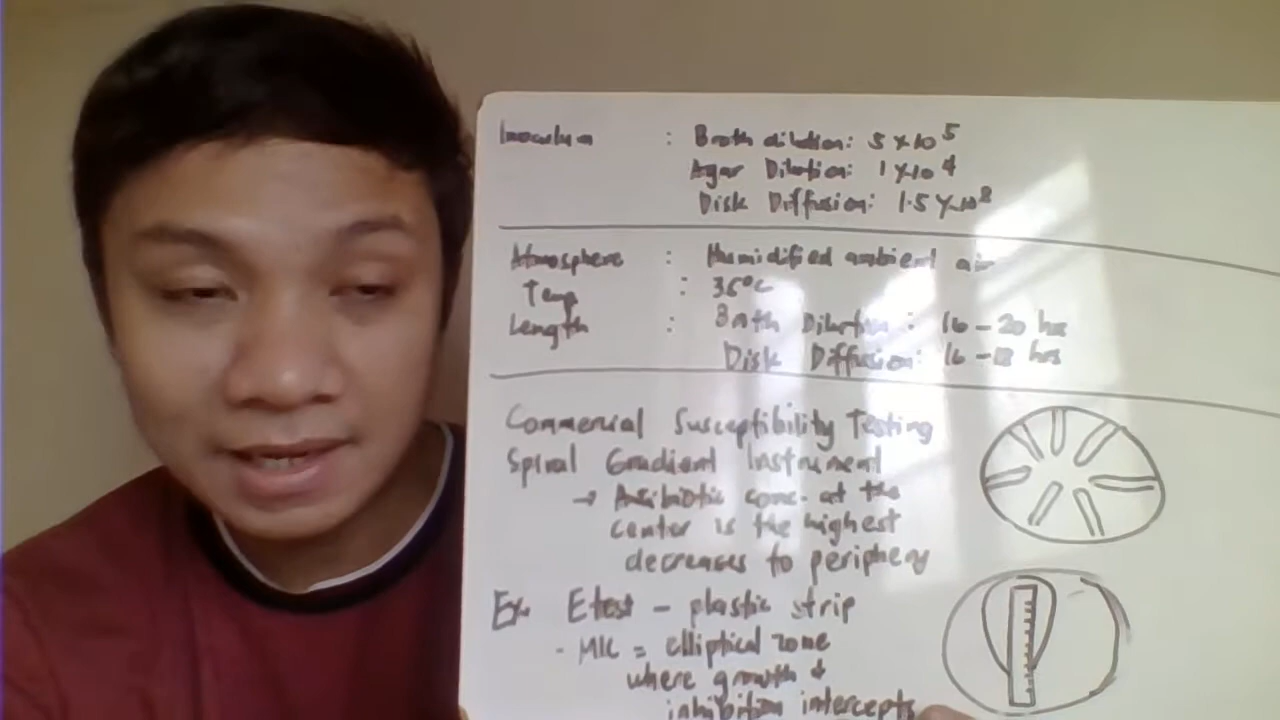 Inoculum : Broth dilution: 5 x 10^5
Agar Dilution: 1 x 10^4
Disk Diffusion: 1.5 x 10^8
Atmosphere : Humidified ambient air
Temp : 35°C
Length : Broth Dilution : 16 - 20 hrs
Disk Diffusion: 16 - 18 hrs
Commercial Susceptibility Testing
Spiral Gradient Instrument
→ Antibiotic conc. at the
center is the highest
decreases to periphery
Ex. Etest - plastic strip
- MIC = elliptical zone
where growth &
inhibition intercepts